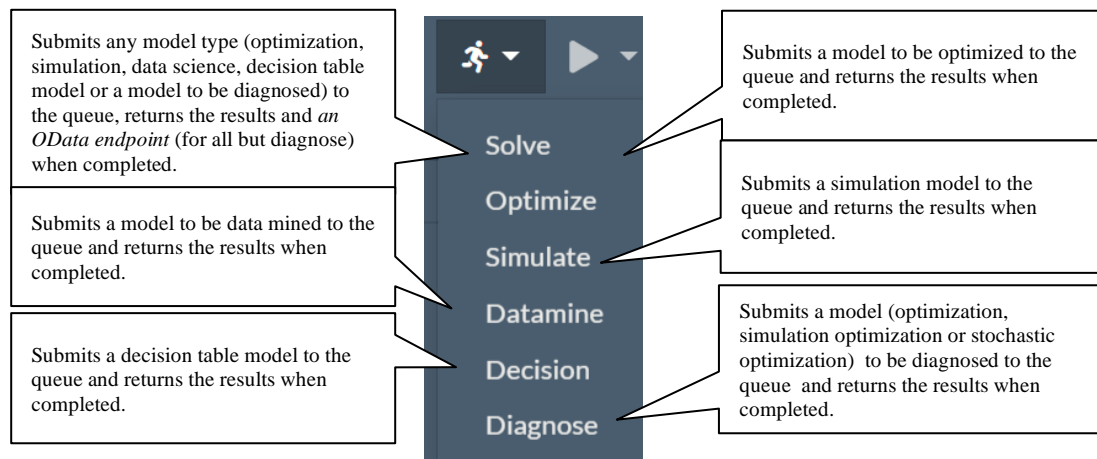 Submits any model type (optimization,
simulation, data science, decision table
model or a model to be diagnosed) to
the queue, returns the results and an
OData endpoint (for all but diagnose)
when completed.
Submits a model to be data mined to the
queue and returns the results when
completed.
Submits a decision table model to the
queue and returns the results when
completed.
Solve
Optimize
Simulate
Datamine
Decision
Diagnose
Submits a model to be optimized to the
queue and returns the results when
completed.
Submits a simulation model to the
queue and returns the results when
completed.
Submits a model (optimization,
simulation optimization or stochastic
optimization) to be diagnosed to the
queue and returns the results when
completed.